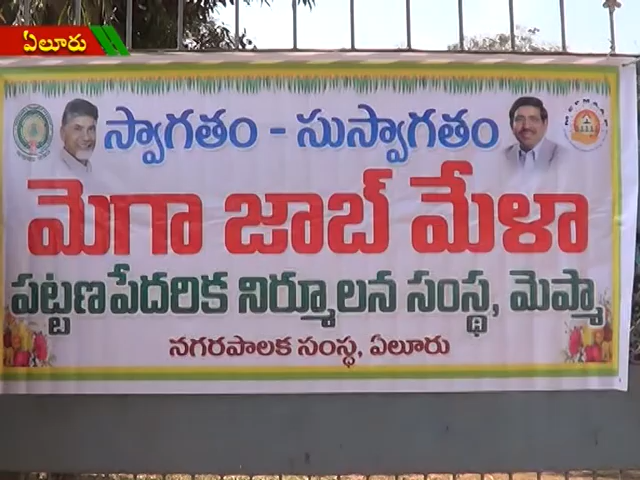 ఏలూరు
స్వాగతం - సుస్వాగతం
మెగా జాబ్ మేళా
పట్టణపేదరిక నిర్మూలన సంస్థ, మెప్మా
నగరపాలక సంస్థ, ఏలూరు